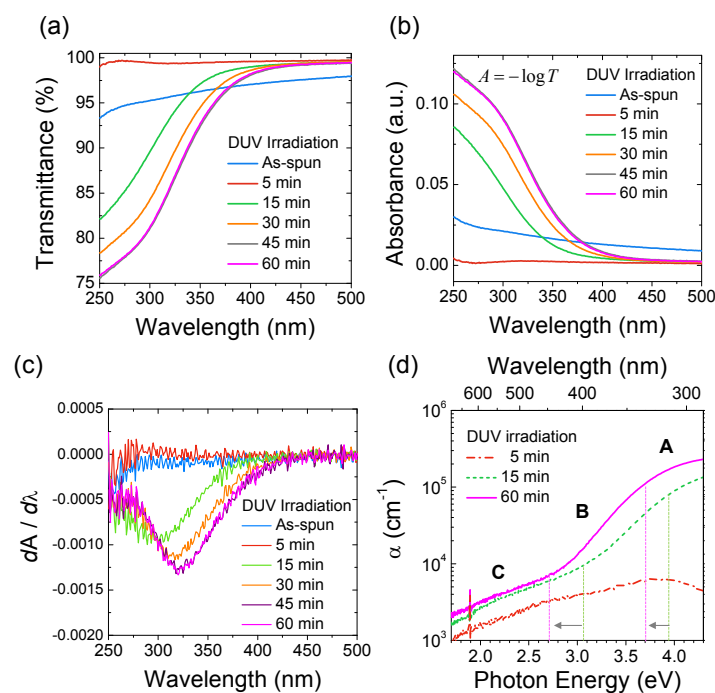 (a)
100
95
90
85
80
75
Transmittance (%)
DUV Irradiation
As-spun
5 min
15 min
30 min
45 min
60 min
250 300 350 400 450 500
Wavelength (nm)
(b)
A = −log T
0.10
0.05
0.00
Absorbance (a.u.)
DUV Irradiation
As-spun
5 min
15 min
30 min
45 min
60 min
250 300 350 400 450 500
Wavelength (nm)
(c)
0.0005
0.0000
-0.0005
-0.0010
-0.0015
-0.0020
dA / dλ
DUV Irradiation
As-spun
5 min
15 min
30 min
45 min
60 min
250 300 350 400 450 500
Wavelength (nm)
(d)
Wavelength (nm)
600 500 400 300
10⁶
10⁵
10⁴
10³
α (cm⁻¹)
DUV irradiation
5 min
15 min
60 min
A
B
C
2.0 2.5 3.0 3.5 4.0
Photon Energy (eV)